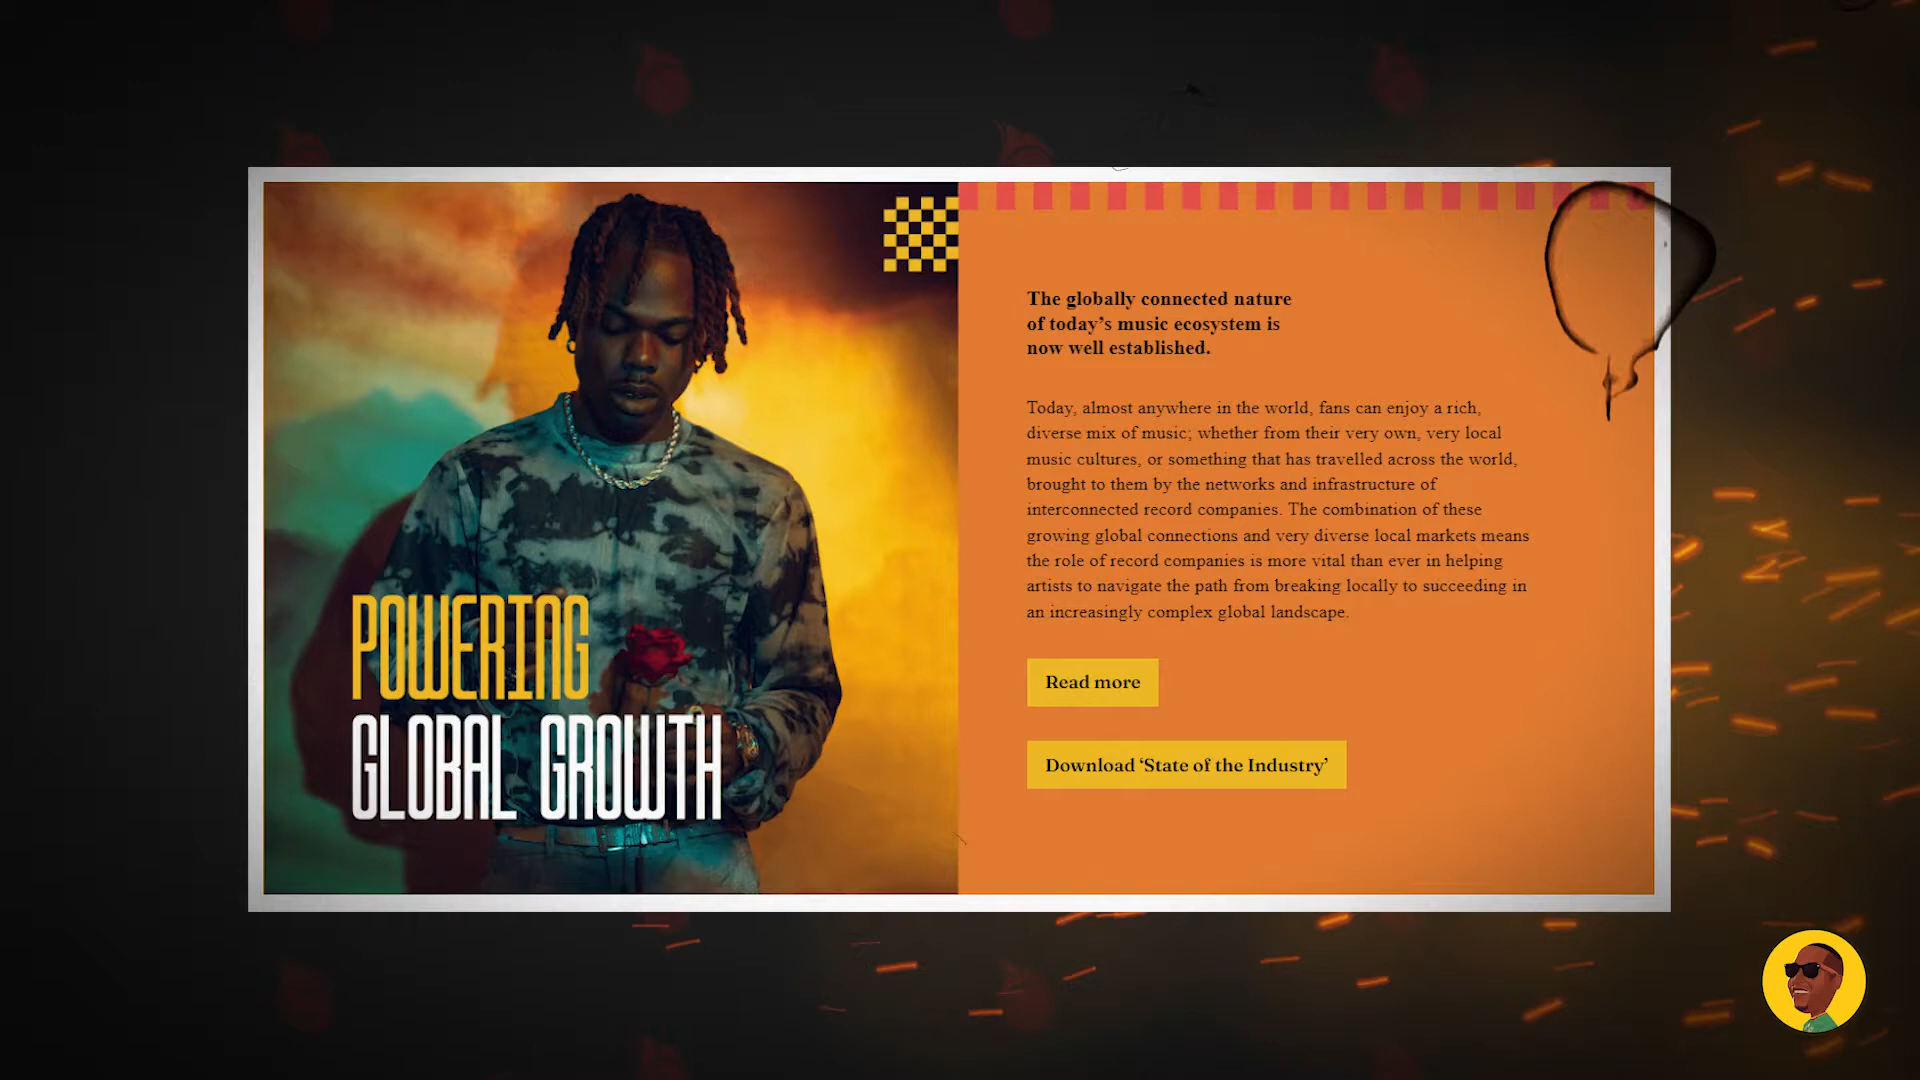 POWERING
GLOBAL GROWTH
The globally connected nature
of today’s music ecosystem is
now well established.
Today, almost anywhere in the world, fans can enjoy a rich,
diverse mix of music; whether from their very own, very local
music cultures, or something that has travelled across the world,
brought to them by the networks and infrastructure of
interconnected record companies. The combination of these
growing global connections and very diverse local markets means
the role of record companies is more vital than ever in helping
artists to navigate the path from breaking locally to succeeding in
an increasingly complex global landscape.
Read more
Download ‘State of the Industry’